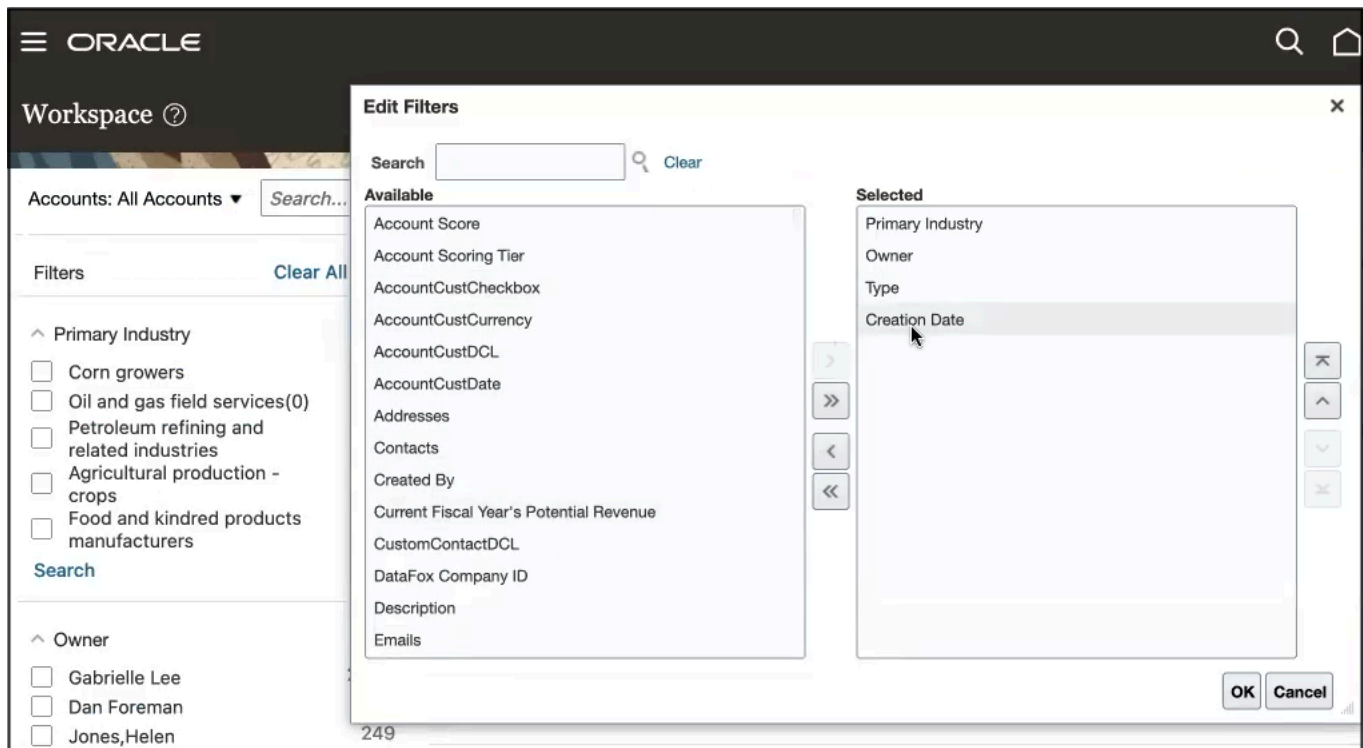 ORACLE
Workspace ?
Edit Filters
Search
Clear
Accounts: All Accounts
Search...
Available
Selected
Account Score
Account Scoring Tier
AccountCustCheckbox
AccountCustCurrency
AccountCustDCL
AccountCustDate
Addresses
Contacts
Created By
Current Fiscal Year's Potential Revenue
CustomContactDCL
DataFox Company ID
Description
Emails
Primary Industry
Owner
Type
Creation Date
OK
Cancel
Filters
Clear All
Primary Industry
Corn growers
Oil and gas field services(0)
Petroleum refining and
related industries
Agricultural production -
crops
Food and kindred products
manufacturers
Search
Owner
Gabrielle Lee
Dan Foreman
Jones,Helen
249